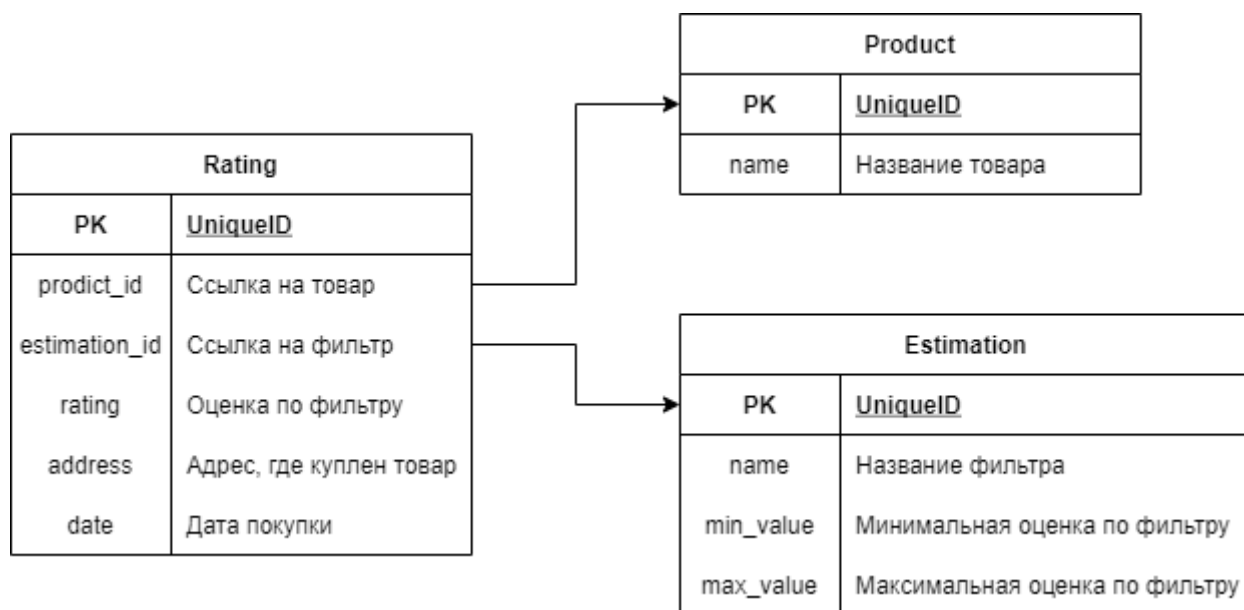 Product
PK UniqueID
name Название товара
Rating
PK UniqueID
prodict_id Ссылка на товар
estimation_id Ссылка на фильтр
rating Оценка по фильтру
address Адрес, где куплен товар
date Дата покупки
Estimation
PK UniqueID
name Название фильтра
min_value Минимальная оценка по фильтру
max_value Максимальная оценка по фильтру